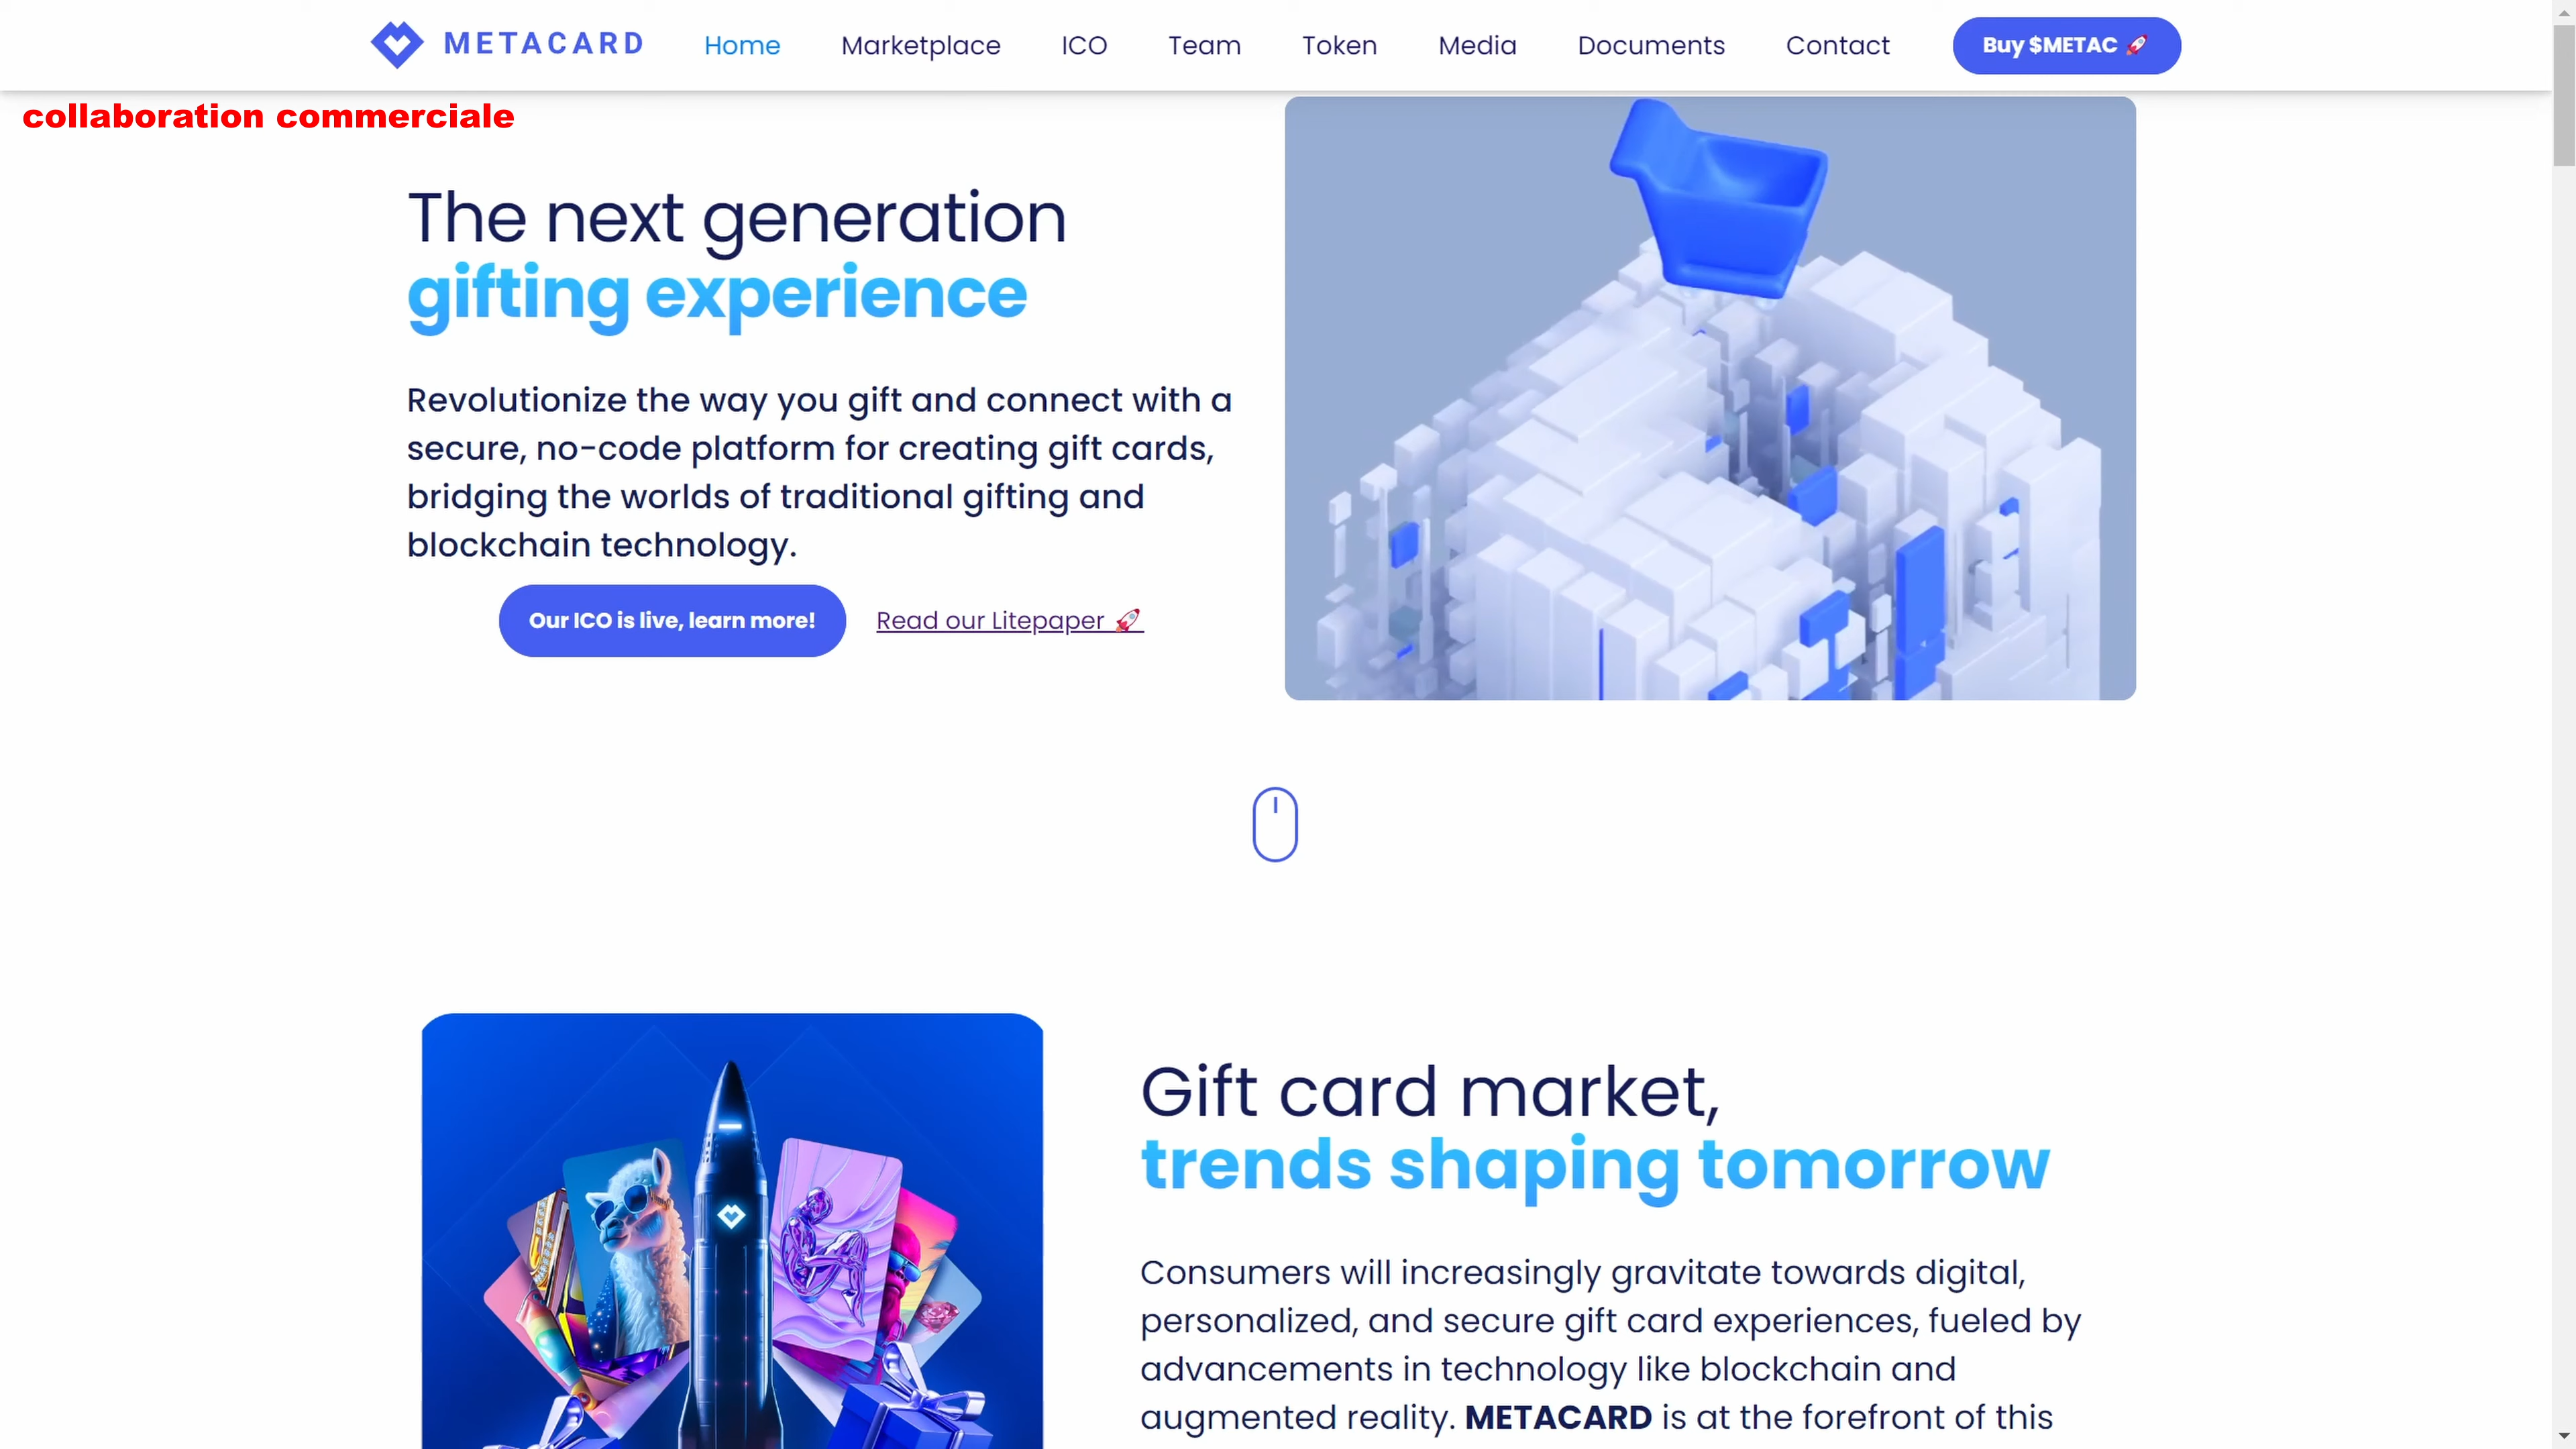 METACARD
Home
Marketplace
ICO
Team
Token
Media
Documents
Contact
Buy $METAC 🚀
collaboration commerciale
The next generation
gifting experience
Revolutionize the way you gift and connect with a
secure, no-code platform for creating gift cards,
bridging the worlds of traditional gifting and
blockchain technology.
Our ICO is live, learn more!
Read our Litepaper 🚀
Gift card market,
trends shaping tomorrow
Consumers will increasingly gravitate towards digital,
personalized, and secure gift card experiences, fueled by
advancements in technology like blockchain and
augmented reality. METACARD is at the forefront of this